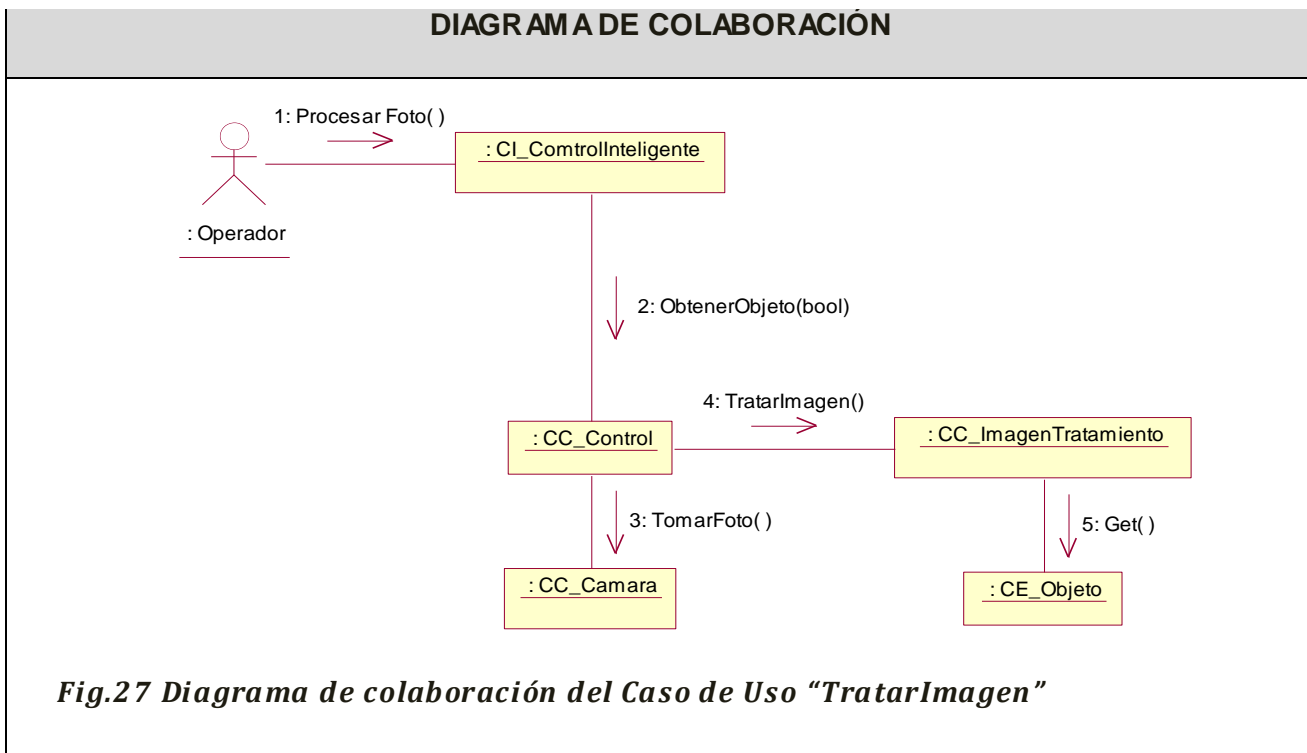 DIAGRAMA DE COLABORACIÓN
1: Procesar Foto( )
: CI_ComtrolInteligente
: Operador
2: ObtenerObjeto(bool)
4: TratarImagen()
: CC_Control
: CC_ImagenTratamiento
3: TomarFoto( )
5: Get( )
: CC_Camara
: CE_Objeto
Fig.27 Diagrama de colaboración del Caso de Uso “TratarImagen”